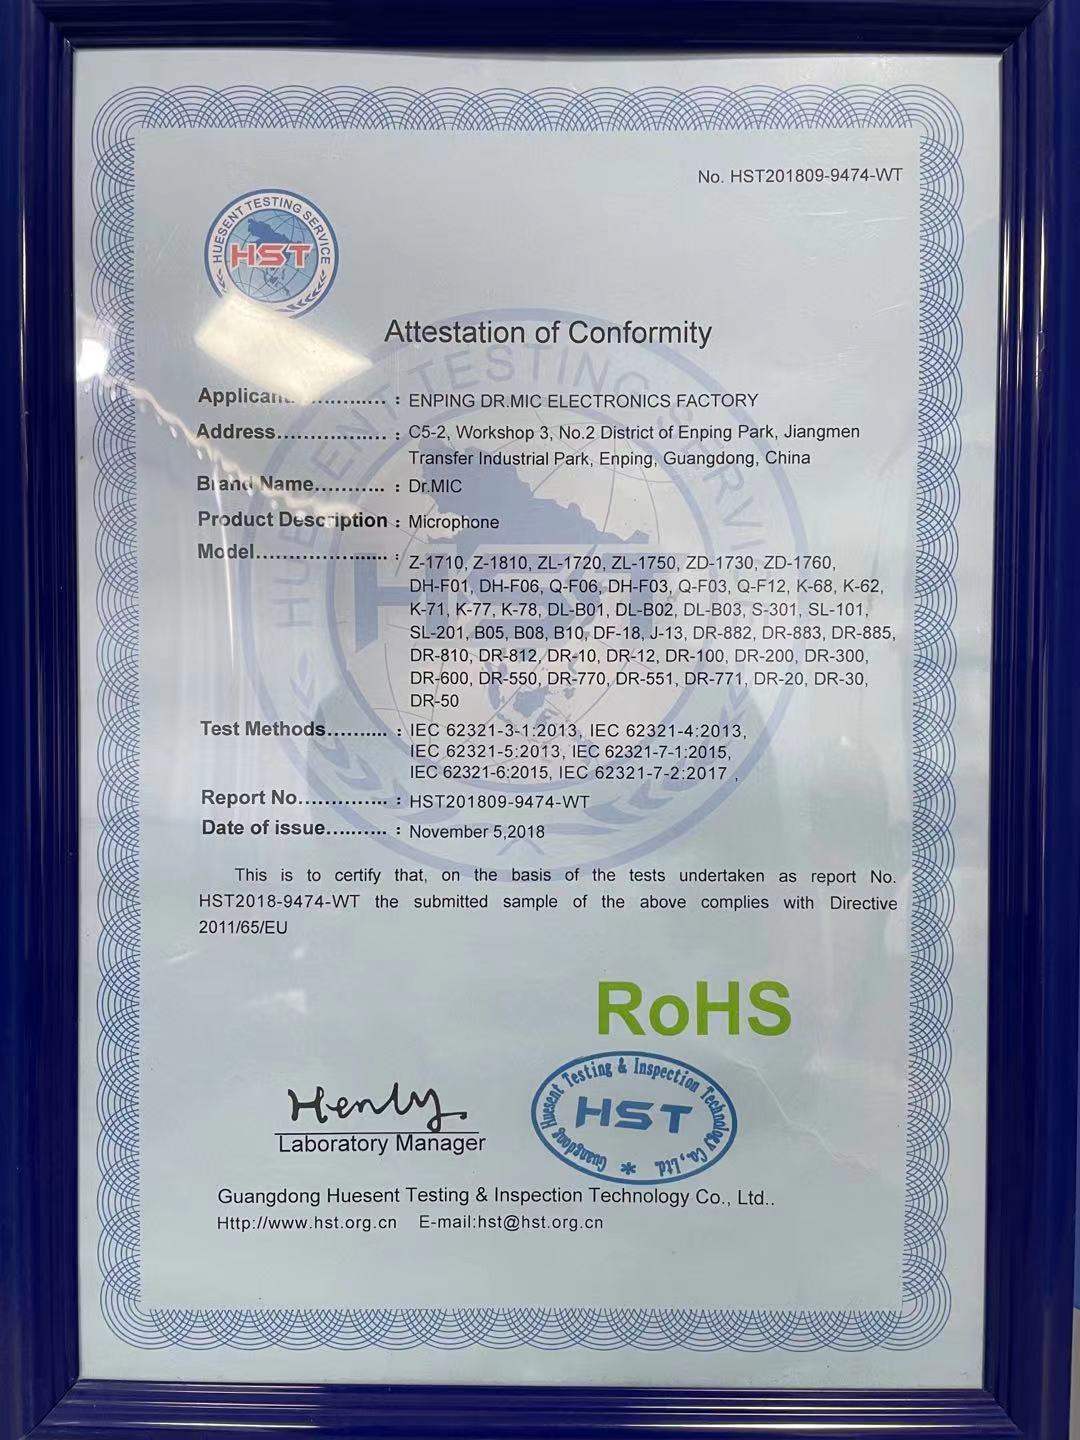 No. HST201809-9474-WT
HUESENT TESTING SERVICE
HST
Attestation of Conformity
Applicant.............. : ENPING DR.MIC ELECTRONICS FACTORY
Address................. : C5-2, Workshop 3, No.2 District of Enping Park, Jiangmen
Transfer Industrial Park, Enping, Guangdong, China
Brand Name........... : Dr.MIC
Product Description : Microphone
Model.................... : Z-1710, Z-1810, ZL-1720, ZL-1750, ZD-1730, ZD-1760,
DH-F01, DH-F06, Q-F06, DH-F03, Q-F03, Q-F12, K-68, K-62,
K-71, K-77, K-78, DL-B01, DL-B02, DL-B03, S-301, SL-101,
SL-201, B05, B08, B10, DF-18, J-13, DR-882, DR-883, DR-885,
DR-810, DR-812, DR-10, DR-12, DR-100, DR-200, DR-300,
DR-600, DR-550, DR-770, DR-551, DR-771, DR-20, DR-30,
DR-50
Test Methods.......... : IEC 62321-3-1:2013, IEC 62321-4:2013,
IEC 62321-5:2013, IEC 62321-7-1:2015,
IEC 62321-6:2015, IEC 62321-7-2:2017 ,
Report No.............. : HST201809-9474-WT
Date of issue.......... : November 5,2018
This is to certify that, on the basis of the tests undertaken as report No.
HST2018-9474-WT the submitted sample of the above complies with Directive
2011/65/EU
RoHS
Henly
Laboratory Manager
Guangdong Huesent Testing & Inspection Technology Co., Ltd.
HST
Guangdong Huesent Testing & Inspection Technology Co., Ltd..
Http://www.hst.org.cn E-mail:hst@hst.org.cn